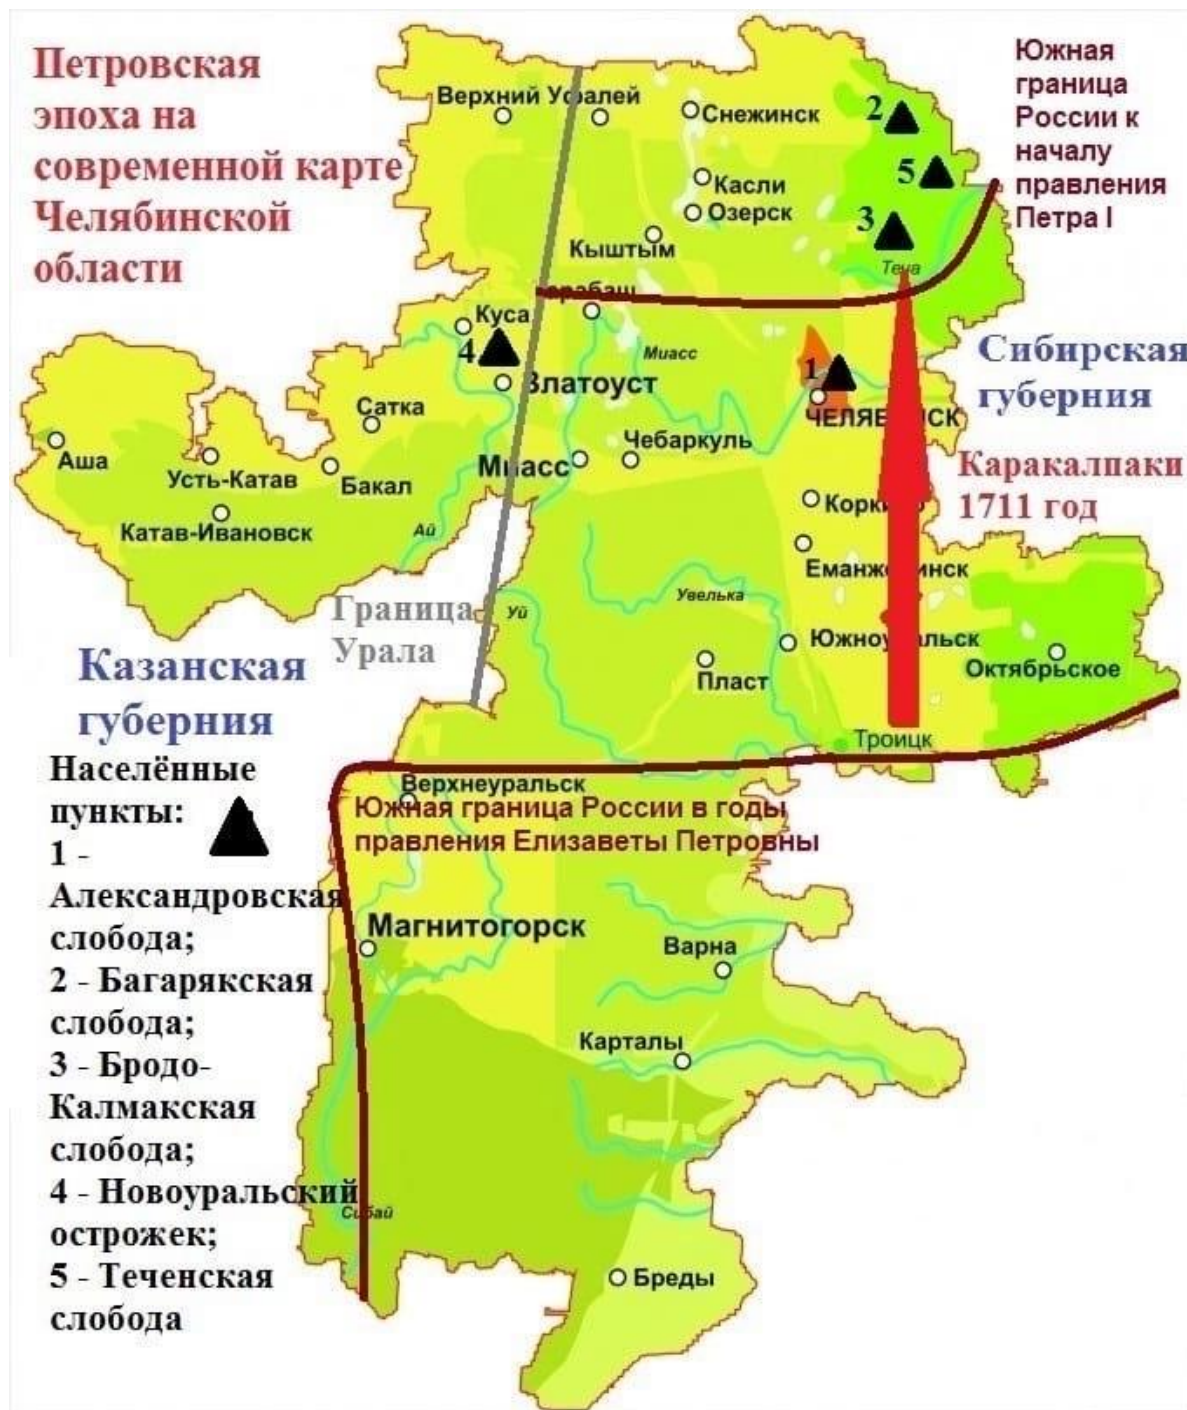 Петровская
эпоха на
современной карте
Челябинской
области
Южная
граница
России к
началу
правления
Петра I
Верхний Уфалей
Снежинск
2
5
3
Касли
Озерск
Кыштым
Теча
арабаш
Куса
4
Златоуст
Миасс
1
ЧЕЛЯБИНСК
Сибирская
губерния
Сатка
Аша
Усть-Катав
Бакал
Катав-Ивановск
Миасс
Чебаркуль
Каракалпаки
1711 год
Коркино
Ай
Еманжелинск
Увелька
Уй
Граница
Урала
Южноуральск
Пласт
Октябрьское
Казанская
губерния
Троицк
Верхнеуральск
Южная граница России в годы
правления Елизаветы Петровны
Населённые
пункты:
1 -
Александровская
слобода;
2 - Багарякская
слобода;
3 - Бродо-
Калмакская
слобода;
4 - Новоуральский
острожек;
5 - Теченская
слобода
Магнитогорск
Варна
Карталы
Сибай
Бреды